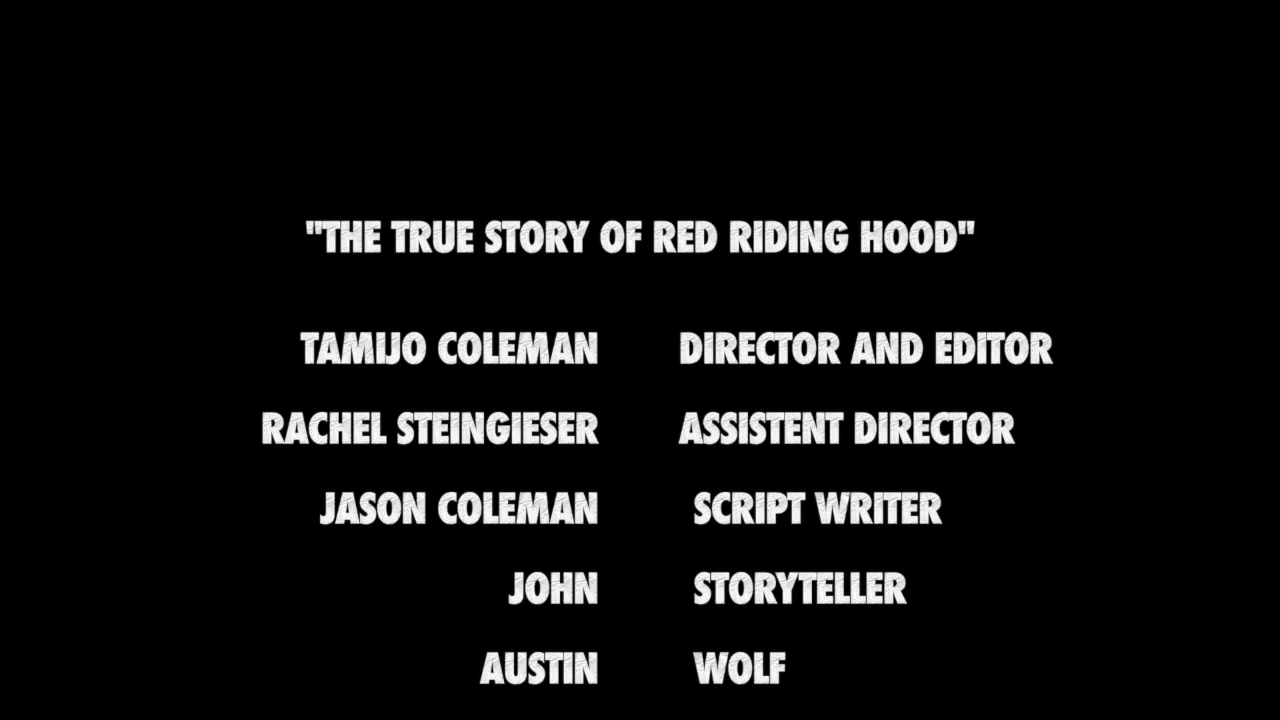 "THE TRUE STORY OF RED RIDING HOOD"
TAMIJO COLEMAN DIRECTOR AND EDITOR
RACHEL STEINGIESER ASSISTENT DIRECTOR
JASON COLEMAN SCRIPT WRITER
JOHN STORYTELLER
AUSTIN WOLF